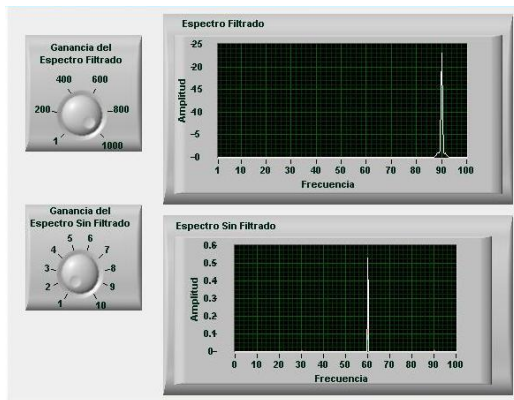 Ganancia del
Espectro Filtrado
400 600
200 800
1 1000
Espectro Filtrado
25
20
15
10
5
0
Amplitud
1 10 20 30 40 50 60 70 80 90 100
Frecuencia
Ganancia del
Espectro Sin Filtrado
5 6
4 7
3 8
2 9
1 10
Espectro Sin Filtrado
0.6
0.5
0.4
0.3
0.2
0.1
0
Amplitud
0 10 20 30 40 50 60 70 80 90 100
Frecuencia